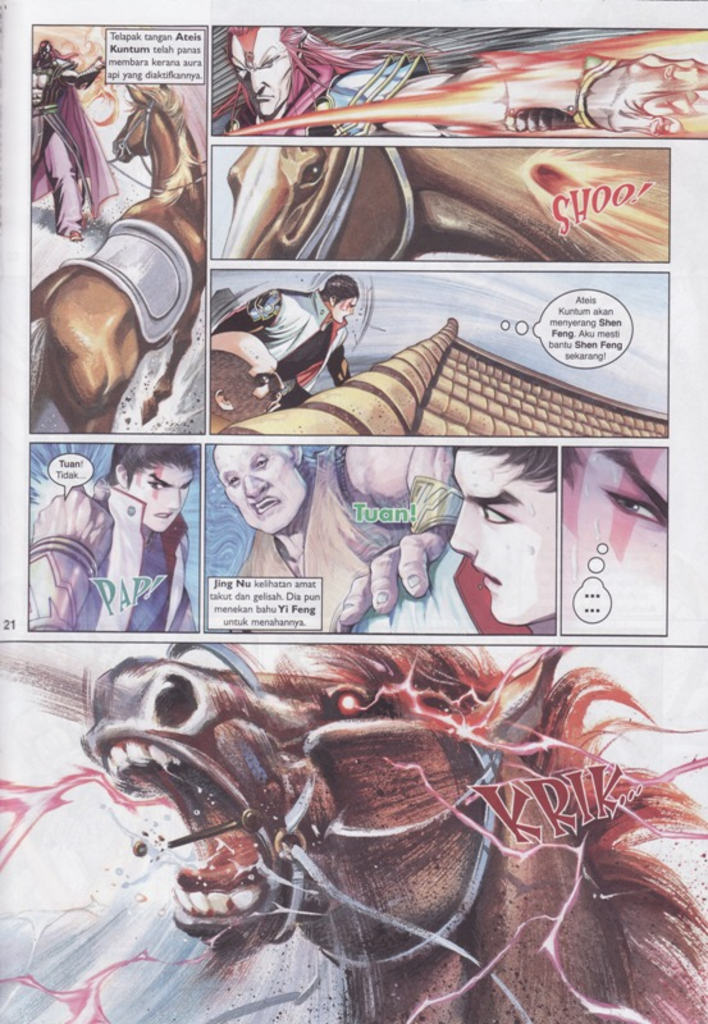 Telapak tangan Ateis
Kuntum telah panas
membara kerana aura
api yang diaktifkannya.
SHOO!
Ateis
Kuntum akan
menyerang Shen
Feng. Aku mesti
bantu Shen Feng
sekarang!
Tuan!
Tidak...
PAP!
Tuan!
Jing Nu kelihatan amat
takut dan gelisah. Dia pun
menekan bahu Yi Feng
untuk menahannya.
...
...
21
KRIK...